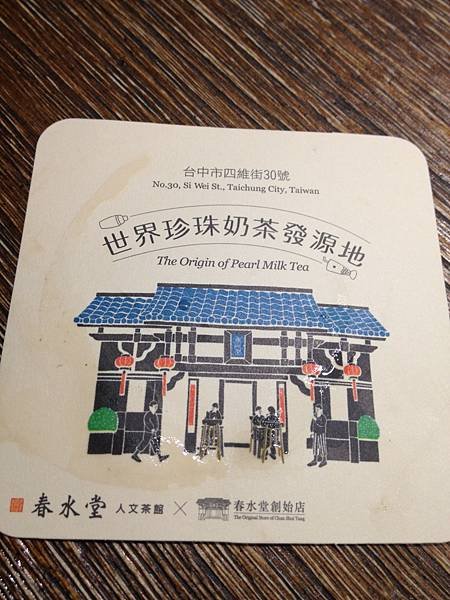 台中市四維街30號
No.30, Si Wei St., Taichung City, Taiwan
世界珍珠奶茶發源地
The Origin of Pearl Milk Tea
春水堂 人文茶館 × 春水堂創始店
The Original Store of Chun Shui Tang